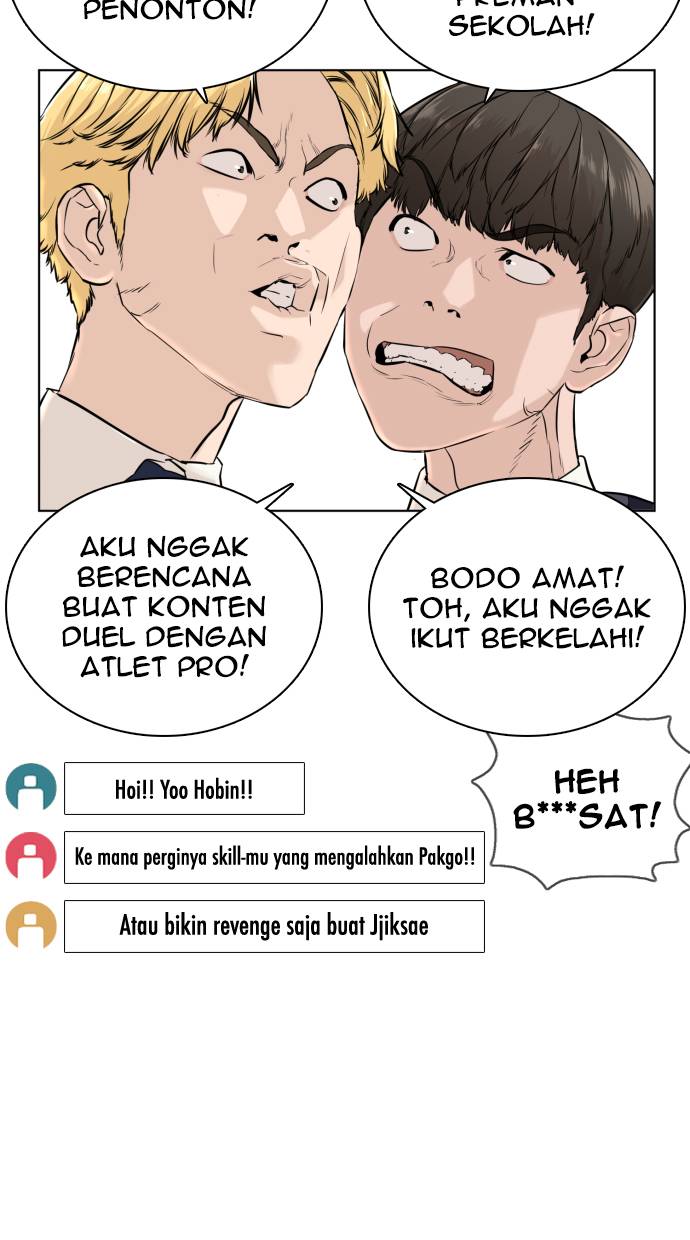 PENONTON!
PREMAN
SEKOLAH!
AKU NGGAK
BERENCANA
BUAT KONTEN
DUEL DENGAN
ATLET PRO!
BODO AMAT!
TOH, AKU NGGAK
IKUT BERKELAHI!
HEH
B***SAT!
Hoi!! Yoo Hobin!!
Ke mana perginya skill-mu yang mengalahkan Pakgo!!
Atau bikin revenge saja buat Jjiksae